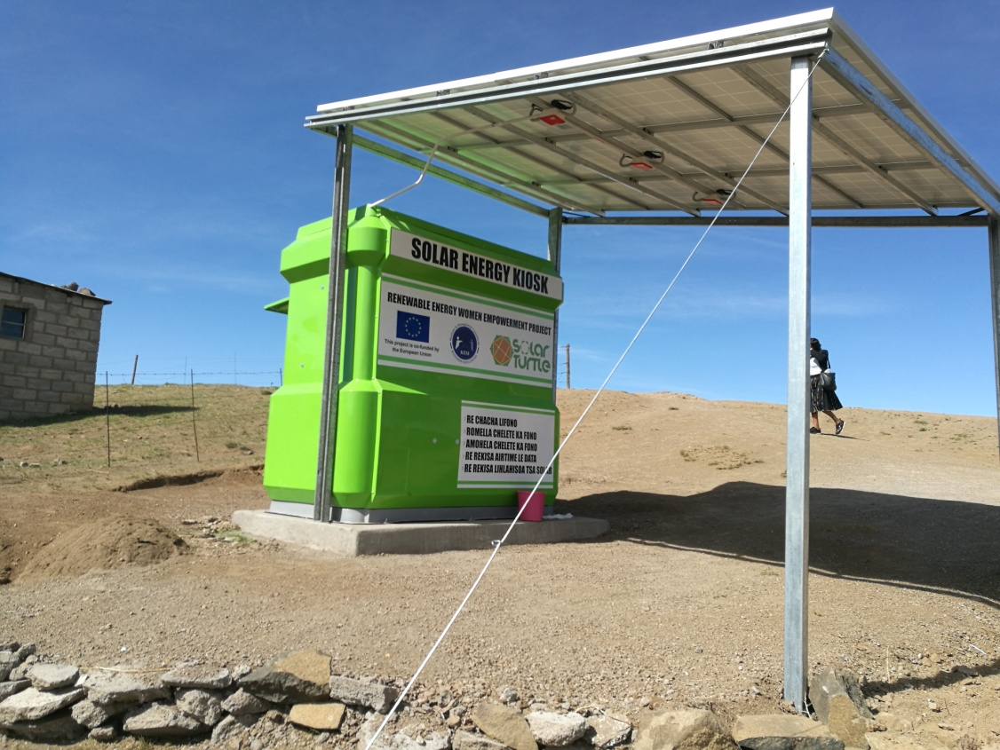 SOLAR ENERGY KIOSK
RENEWABLE ENERGY WOMEN EMPOWERMENT PROJECT
This project is co-funded by
the European Union
SOLAR
TURTLE
RE CHACHA LIFONO
ROMELLA CHELETE KA FONO
AMOHELA CHELETE KA FONO
RE REKISA AIRTIME LE DATA
RE REKISA LIHLAHISOA TSA SOLAR